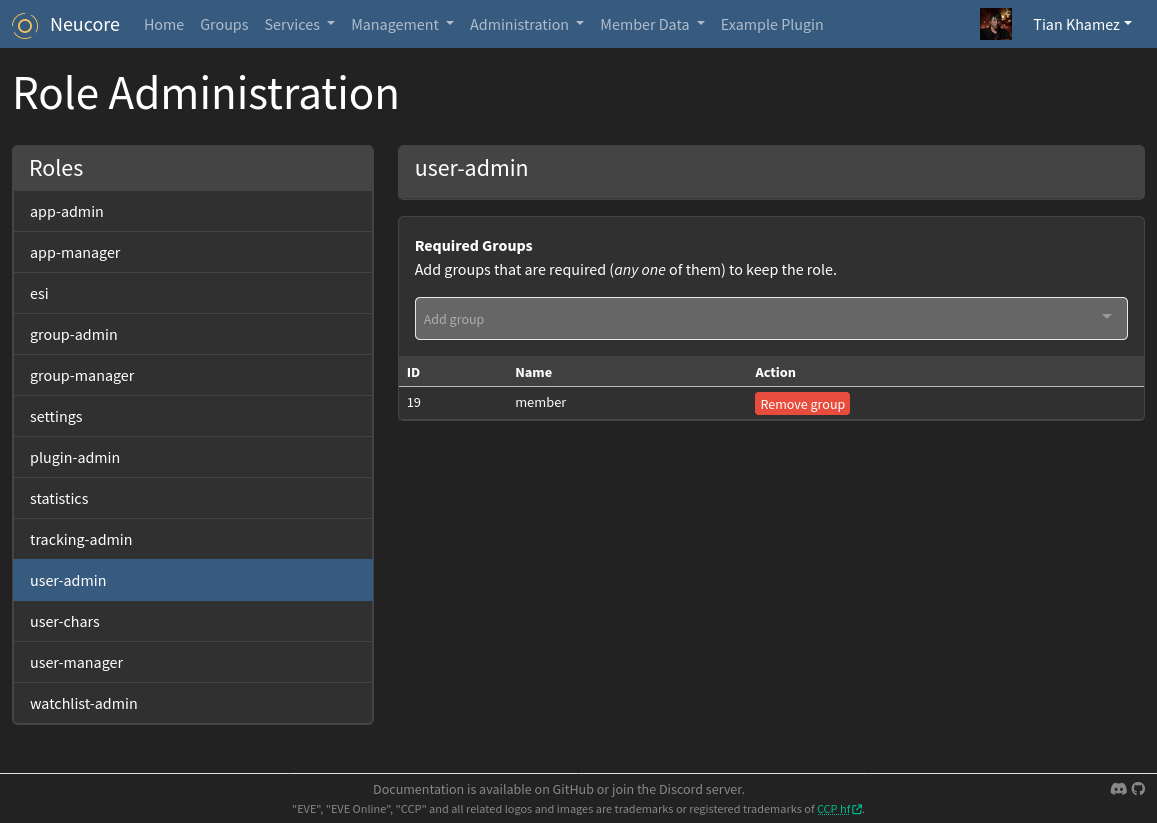 Neucore Home Groups Services Management Administration Member Data Example Plugin Tian Khamez
Role Administration
Roles
app-admin
app-manager
esi
group-admin
group-manager
settings
plugin-admin
statistics
tracking-admin
user-admin
user-chars
user-manager
watchlist-admin
user-admin
Required Groups
Add groups that are required (any one of them) to keep the role.
Add group
ID Name Action
19 member Remove group
Documentation is available on GitHub or join the Discord server.
"EVE", "EVE Online", "CCP" and all related logos and images are trademarks or registered trademarks of CCP hf.